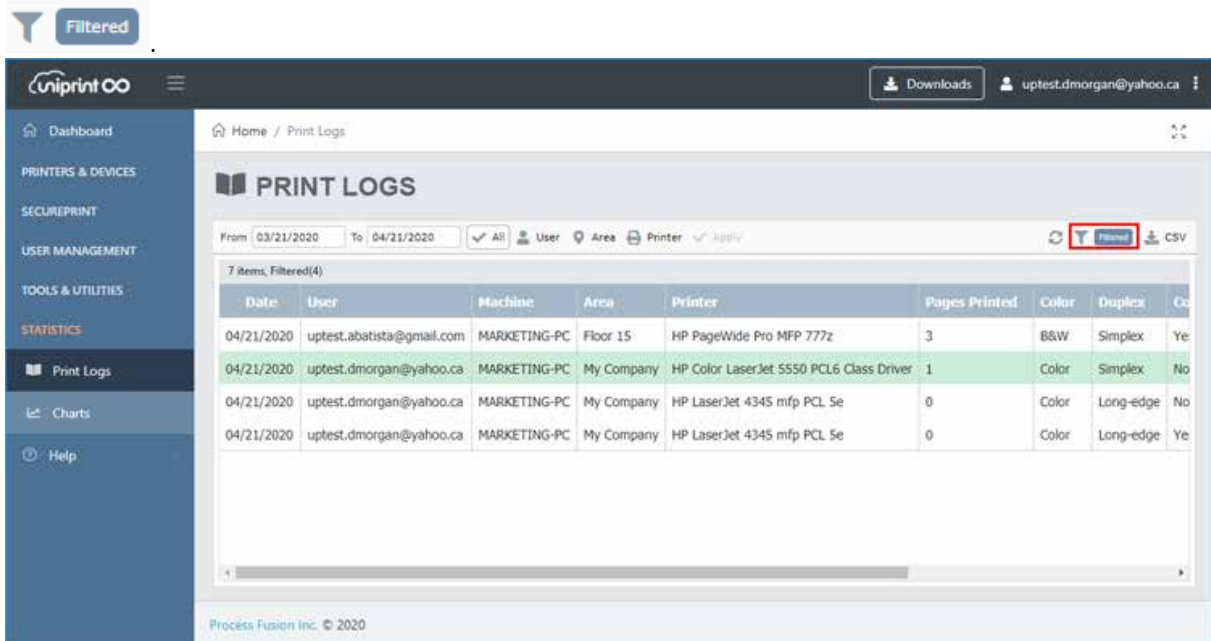 Filtered .
uniprint
Downloads uptest.dmorgan@yahoo.ca
Dashboard
Home / Print Logs
PRINTERS & DEVICES
PRINT LOGS
SECUREPRINT
From 03/21/2020 To 04/21/2020 All User Area Printer Apply Filtered CSV
USER MANAGEMENT
7 items, Filtered(4)
TOOLS & UTILITIES
Date User Machine Area Printer Pages Printed Color Duplex Co
STATISTICS
04/21/2020 uptest.abatista@gmail.com MARKETING-PC Floor 15 HP PageWide Pro MFP 777z 3 B&W Simplex Ye
Print Logs
04/21/2020 uptest.dmorgan@yahoo.ca MARKETING-PC My Company HP Color LaserJet 5550 PCL6 Class Driver 1 Color Simplex No
Charts
04/21/2020 uptest.dmorgan@yahoo.ca MARKETING-PC My Company HP LaserJet 4345 mfp PCL 5e 0 Color Long-edge No
04/21/2020 uptest.dmorgan@yahoo.ca MARKETING-PC My Company HP LaserJet 4345 mfp PCL 5e 0 Color Long-edge Ye
Help
Process Fusion Inc. © 2020